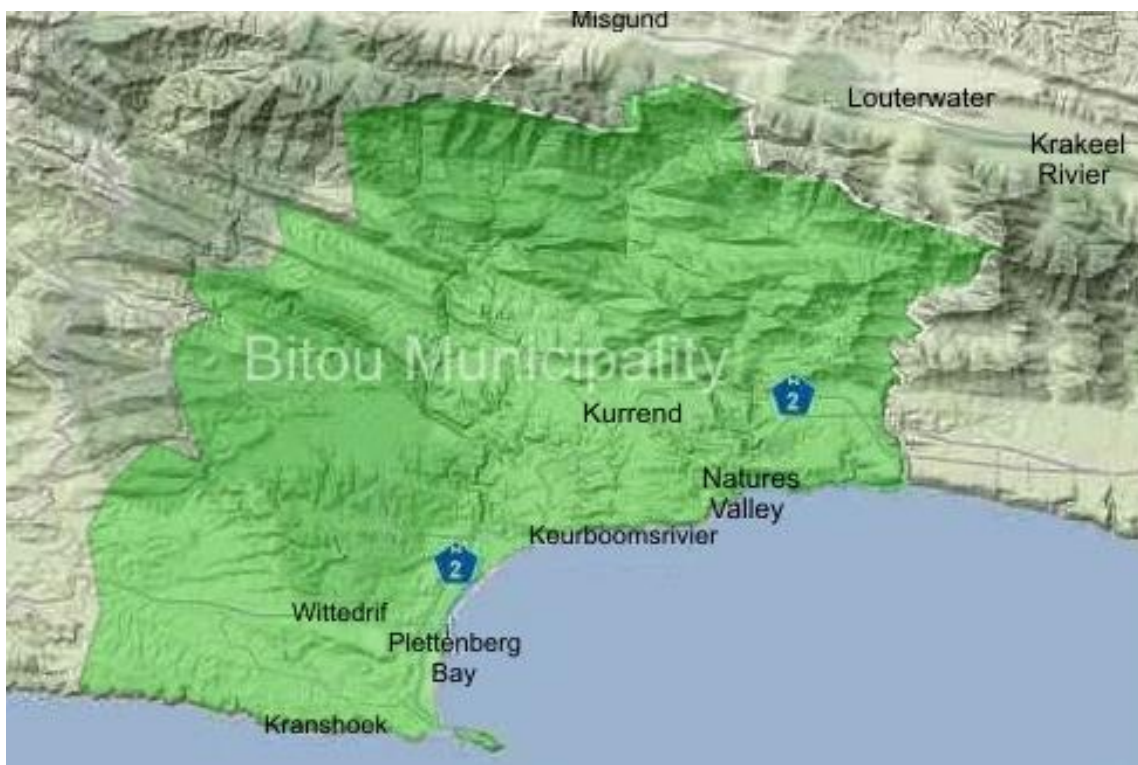 Misgund
Louterwater
Krakeel
Rivier
Bitou Municipality
N
2
Kurrend
Natures
Valley
Keurboomsrivier
N
2
Wittedrif
Plettenberg
Bay
Kranshoek